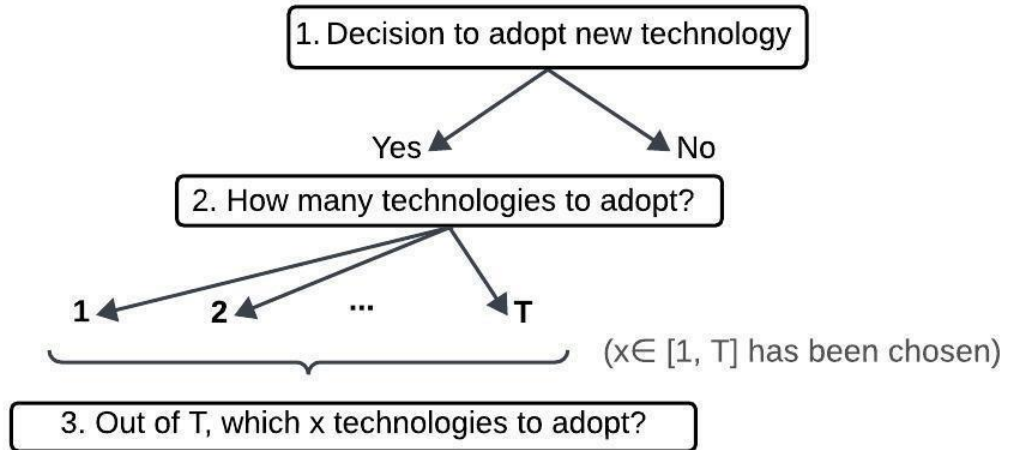 1. Decision to adopt new technology
Yes
No
2. How many technologies to adopt?
1
2
...
T
(x∈ [1, T] has been chosen)
3. Out of T, which x technologies to adopt?